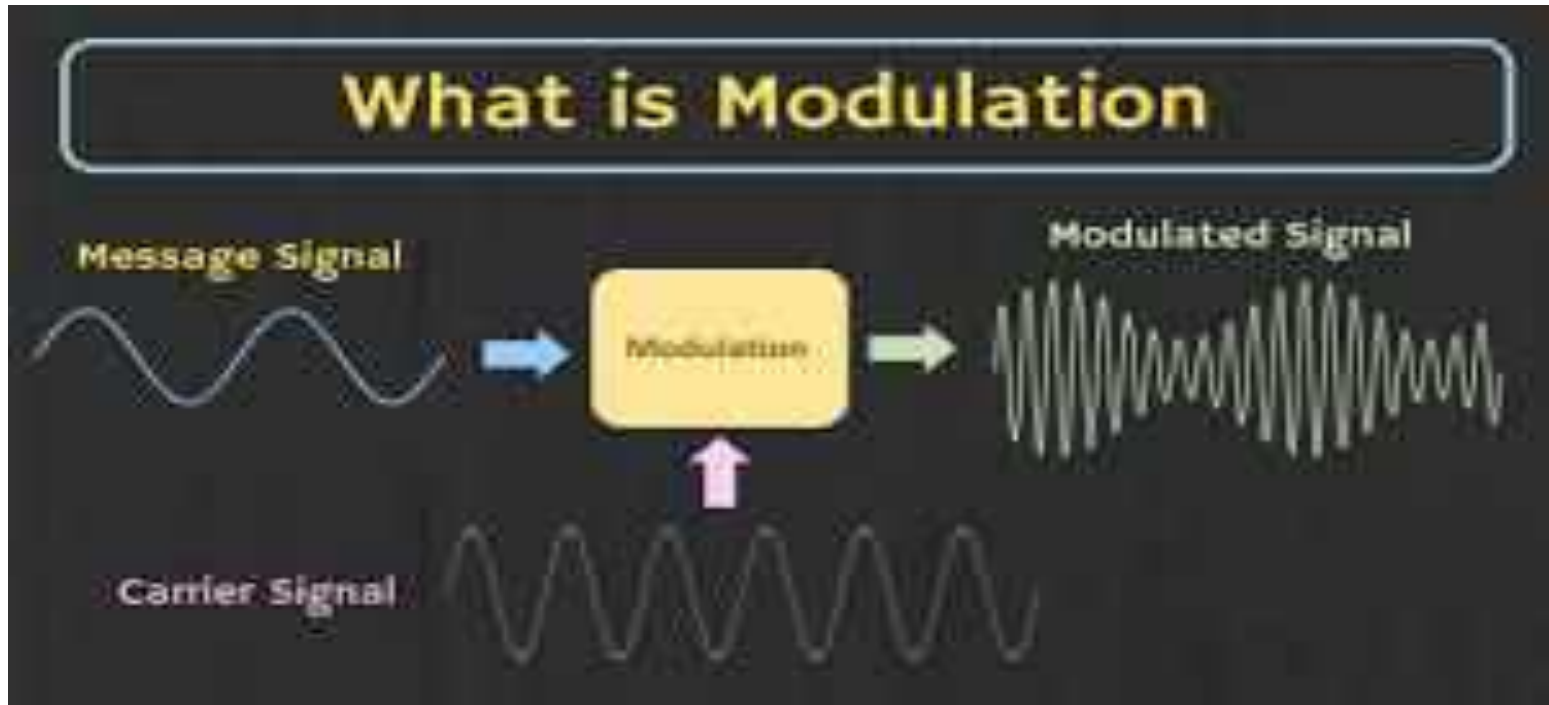 What is Modulation
Message Signal
Modulated Signal
Modulation
Carrier Signal